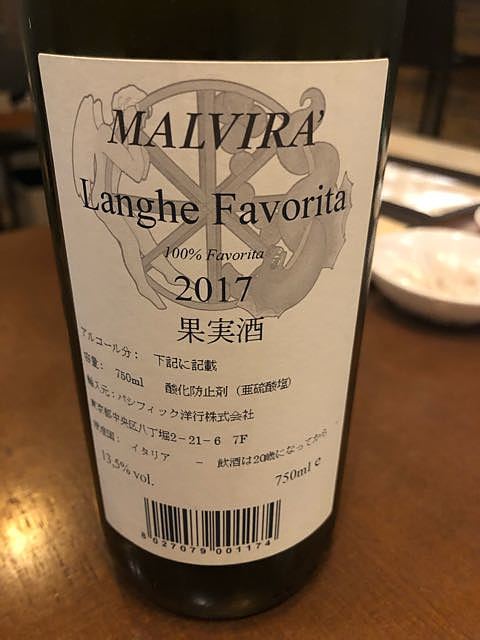 MALVIRA'
Langhe Favorita
100% Favorita
2017
果実酒
アルコール分： 下記に記載
容量： 750ml 酸化防止剤（亜硫酸塩）
輸入元：パシフィック洋行株式会社
東京都中央区八丁堀2－21－6 7F
原産国： イタリア － 飲酒は20歳になってから
13,5% vol. 750ml e
8 027079 001174